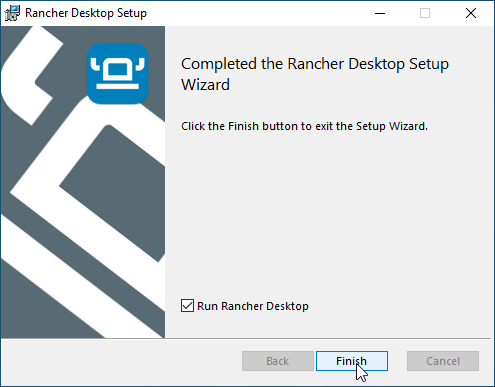 Rancher Desktop Setup
Completed the Rancher Desktop Setup
Wizard
Click the Finish button to exit the Setup Wizard.
Run Rancher Desktop
Back
Finish
Cancel